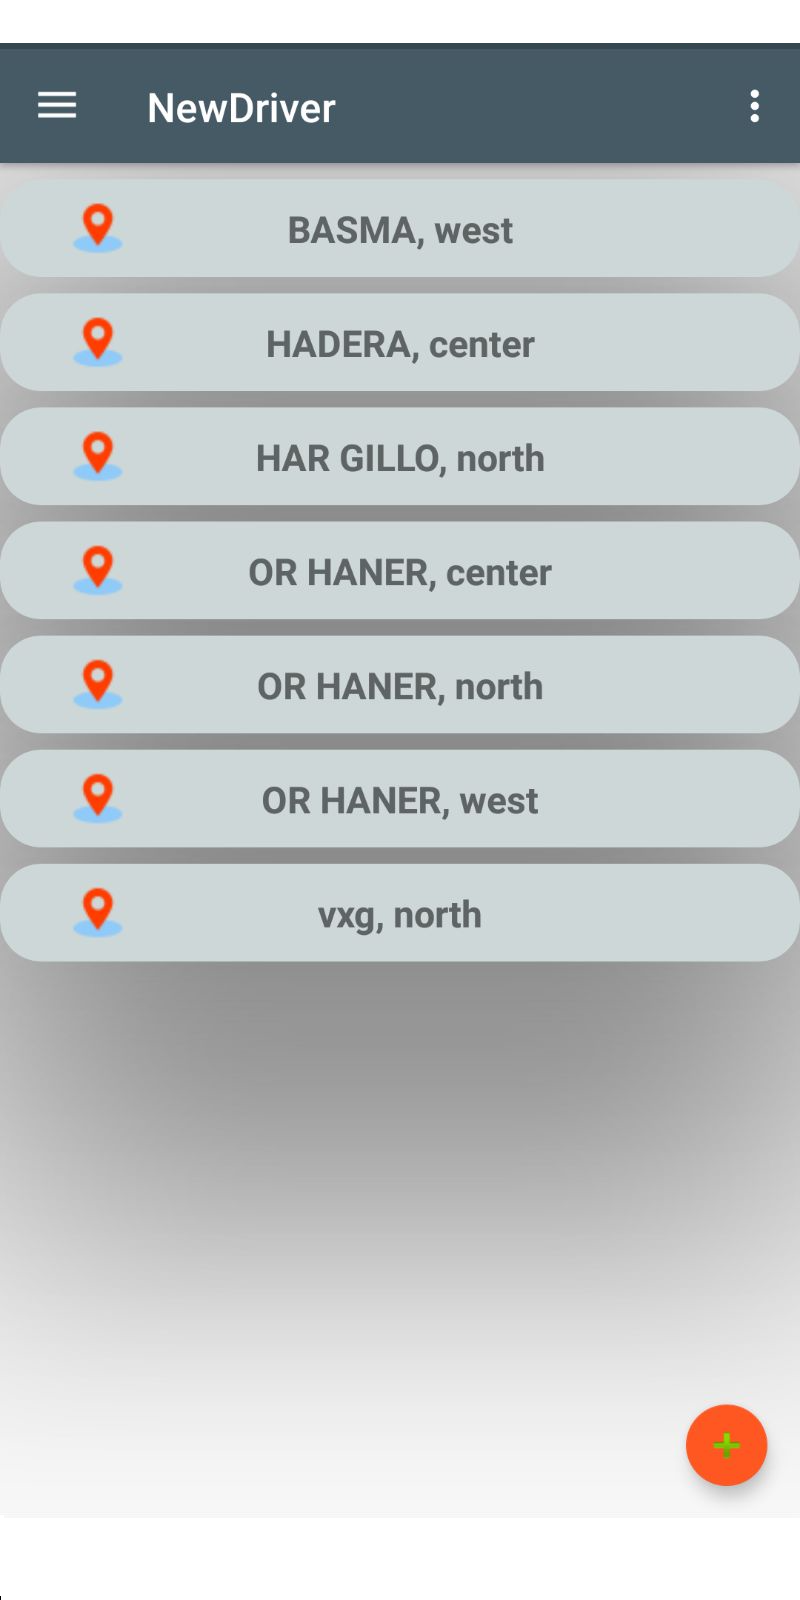 NewDriver
BASMA, west
HADERA, center
HAR GILLO, north
OR HANER, center
OR HANER, north
OR HANER, west
vxg, north